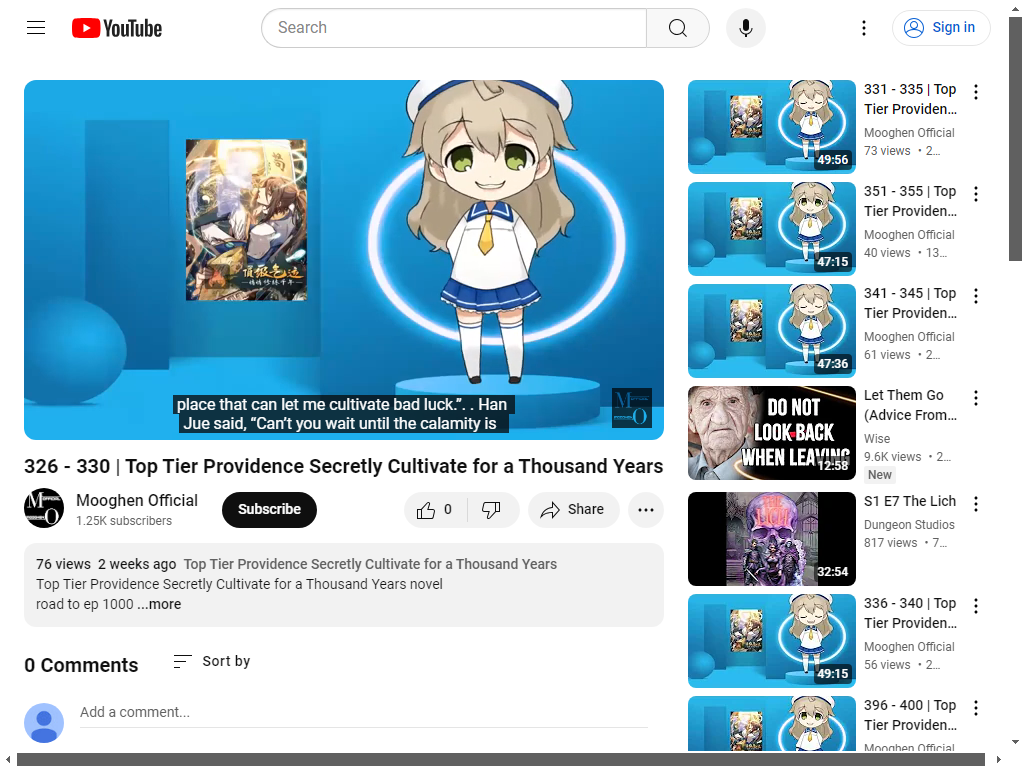 YouTube
Search
Sign in
place that can let me cultivate bad luck.”. . Han
Jue said, “Can’t you wait until the calamity is
326 - 330 | Top Tier Providence Secretly Cultivate for a Thousand Years
Mooghen Official
1.25K subscribers
Subscribe
0
Share
76 views 2 weeks ago Top Tier Providence Secretly Cultivate for a Thousand Years
Top Tier Providence Secretly Cultivate for a Thousand Years novel
road to ep 1000 ...more
0 Comments
Sort by
Add a comment...
331 - 335 | Top
Tier Providen...
Mooghen Official
73 views • 2...
49:56
351 - 355 | Top
Tier Providen...
Mooghen Official
40 views • 13...
47:15
341 - 345 | Top
Tier Providen...
Mooghen Official
61 views • 2...
47:36
DO NOT
LOOK BACK
WHEN LEAVING
12:58
Let Them Go
(Advice From...
Wise
9.6K views • 2...
New
S1 E7 The Lich
Dungeon Studios
817 views • 7...
32:54
336 - 340 | Top
Tier Providen...
Mooghen Official
56 views • 2...
49:15
396 - 400 | Top
Tier Providen...
Mooghen Official